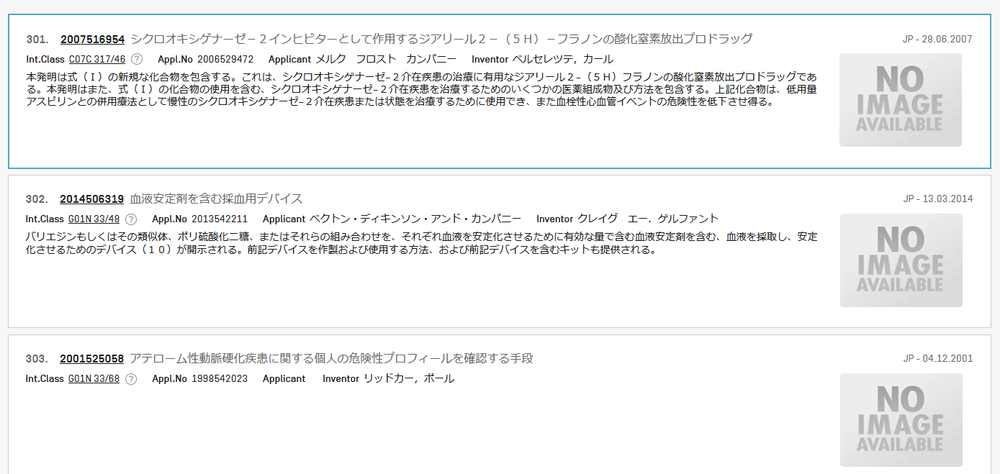 301. 2007516954 シクロオキシゲナーゼ－２インヒビターとして作用するジアリール２－（５Ｈ）－フラノンの酸化窒素放出プロドラッグ JP - 28.06.2007
Int.Class C07C 317/46 ? Appl.No 2006529472 Applicant メルク　フロスト　カンパニー Inventor ベルセレツテ，カール
本発明は式（Ｉ）の新規な化合物を包含する。これは、シクロオキシゲナーゼ−２介在疾患の治療に有用なジアリール２−（５Ｈ）フラノンの酸化窒素放出プロドラッグであ
る。本発明はまた、式（Ｉ）の化合物の使用を含む、シクロオキシゲナーゼ−２介在疾患を治療するためのいくつかの医薬組成物及び方法を包含する。上記化合物は、低用量
アスピリンとの併用療法として慢性のシクロオキシゲナーゼ−２介在疾患または状態を治療するために使用でき、また血栓性心血管イベントの危険性を低下させ得る。
NO
IMAGE
AVAILABLE
302. 2014506319 血液安定剤を含む採血用デバイス JP - 13.03.2014
Int.Class G01N 33/48 ? Appl.No 2013542211 Applicant ベクトン・ディキンソン・アンド・カンパニー Inventor クレイグ　エー．ゲルファント
バリエジンもしくはその類似体、ポリ硫酸化二糖、またはそれらの組み合わせを、それぞれ血液を安定化させるために有効な量で含む血液安定剤を含む、血液を採取し、安定
化させるためのデバイス（１０）が開示される。前記デバイスを作製および使用する方法、および前記デバイスを含むキットも提供される。
NO
IMAGE
AVAILABLE
303. 2001525058 アテローム性動脈硬化疾患に関する個人の危険性プロフィールを確認する手段 JP - 04.12.2001
Int.Class G01N 33/68 ? Appl.No 1998542023 Applicant Inventor リッドカー，ポール
NO
IMAGE
AVAILABLE